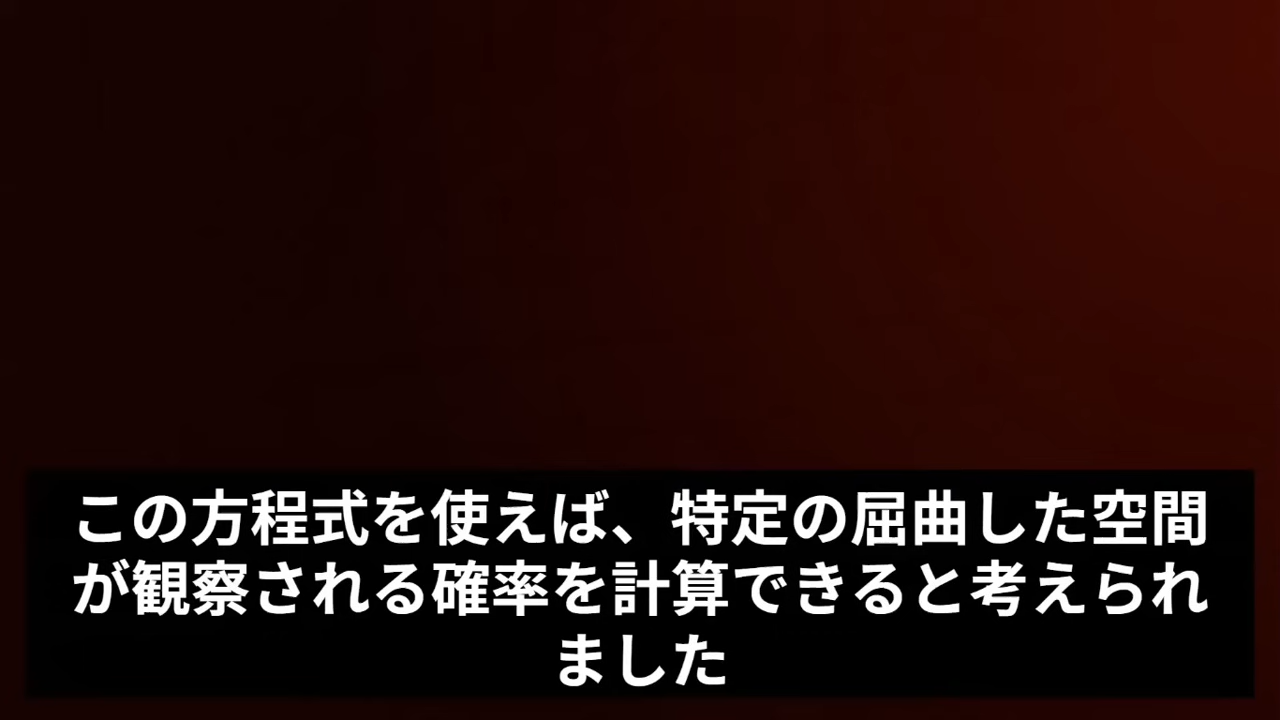 この方程式を使えば、特定の屈曲した空間
が観察される確率を計算できると考えられ
ました